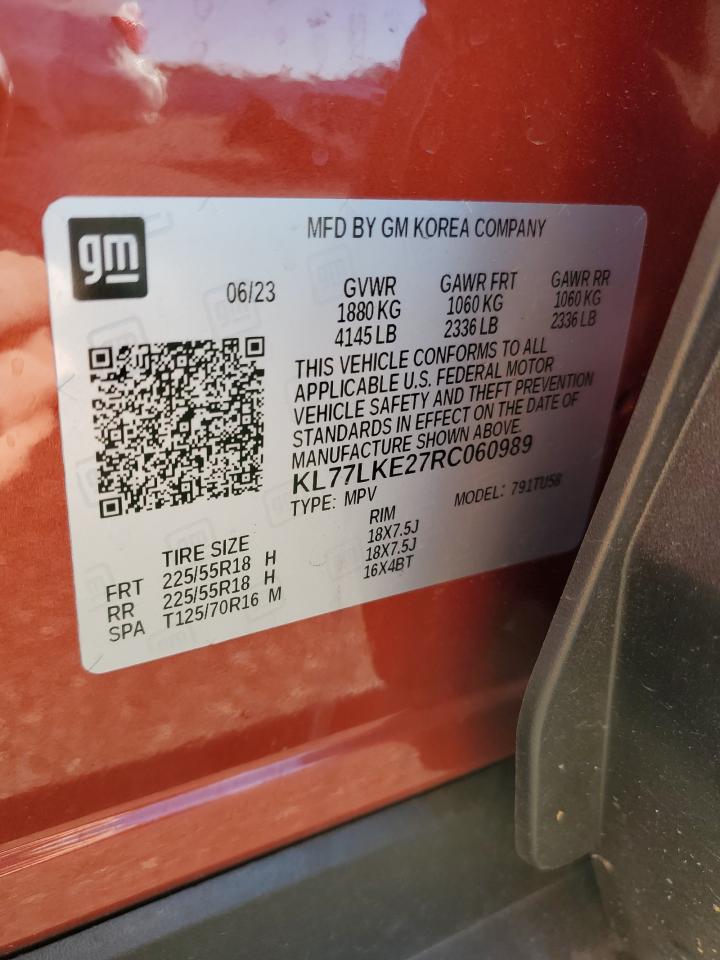 gm
MFD BY GM KOREA COMPANY
06/23
GVWR GAWR FRT GAWR RR
1880 KG 1060 KG 1060 KG
4145 LB 2336 LB 2336 LB
THIS VEHICLE CONFORMS TO ALL
APPLICABLE U.S. FEDERAL MOTOR
VEHICLE SAFETY AND THEFT PREVENTION
STANDARDS IN EFFECT ON THE DATE OF
MANUFACTURE SHOWN ABOVE.
KL77LKE27RC060989
TYPE: MPV MODEL: 791TU58
TIRE SIZE RIM
FRT 225/55R18 H 18X7.5J
RR 225/55R18 H 18X7.5J
SPA T125/70R16 M 16X4BT